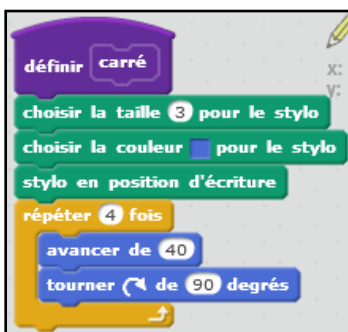 définir carré
x:
y:
choisir la taille 3 pour le stylo
choisir la couleur pour le stylo
stylo en position d'écriture
répéter 4 fois
avancer de 40
tourner de 90 degrés